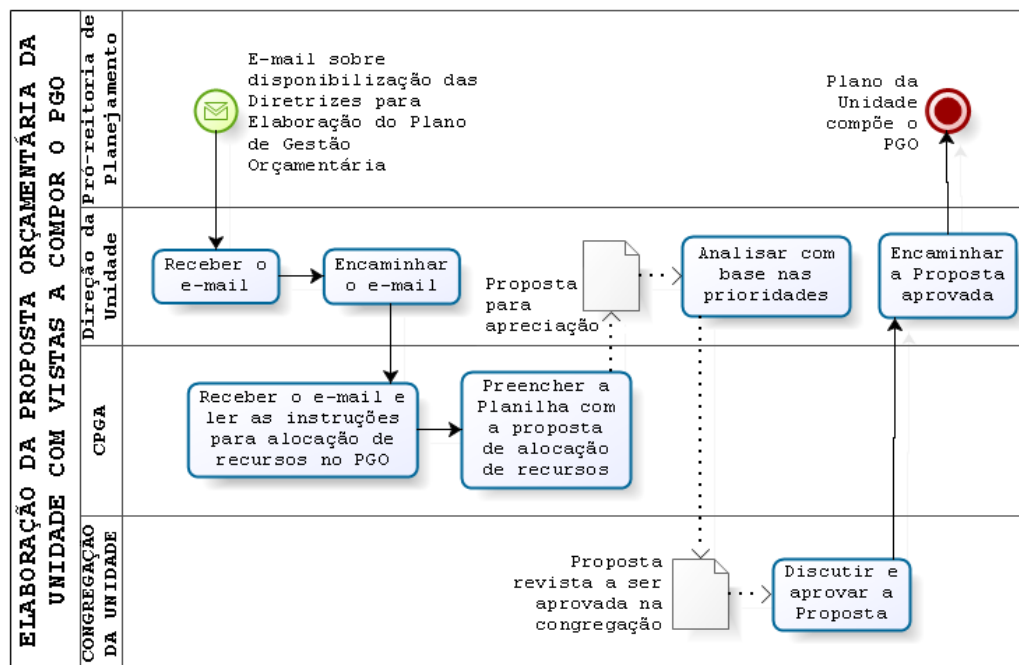 ELABORAÇÃO DA PROPOSTA ORÇAMENTÁRIA DA
UNIDADE COM VISTAS A COMPOR O PGO
Pró-reitoria de
Planejamento
E-mail sobre
disponibilização das
Diretrizes para
Elaboração do Plano
de Gestão
Orçamentária
Plano da
Unidade
compõe o
PGO
Direção da
Unidade
Receber o
e-mail
Encaminhar
o e-mail
Proposta
para
apreciação
Analisar com
base nas
prioridades
Encaminhar
a Proposta
aprovada
CPGA
Receber o e-mail e
ler as instruções
para alocação de
recursos no PGO
Preencher a
Planilha com
a proposta
de alocação
de recursos
CONGREGAÇÃO
DA UNIDADE
Proposta
revista a ser
aprovada na
congregação
Discutir e
aprovar a
Proposta